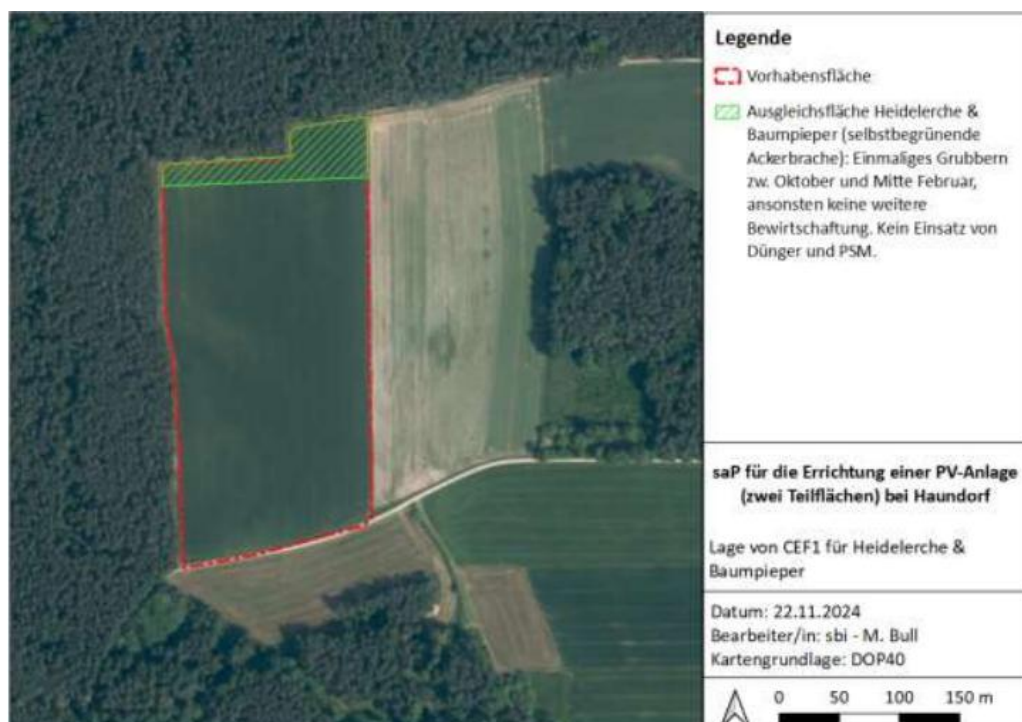 Legende
Vorhabensfläche
Ausgleichsfläche Heidelerche &
Baumpieper (selbstbegrünende
Ackerbrache): Einmaliges Grubbern
zw. Oktober und Mitte Februar,
ansonsten keine weitere
Bewirtschaftung. Kein Einsatz von
Dünger und PSM.
saP für die Errichtung einer PV-Anlage
(zwei Teilflächen) bei Haundorf
Lage von CEF1 für Heidelerche &
Baumpieper
Datum: 22.11.2024
Bearbeiter/in: sbi - M. Bull
Kartengrundlage: DOP40
0 50 100 150 m